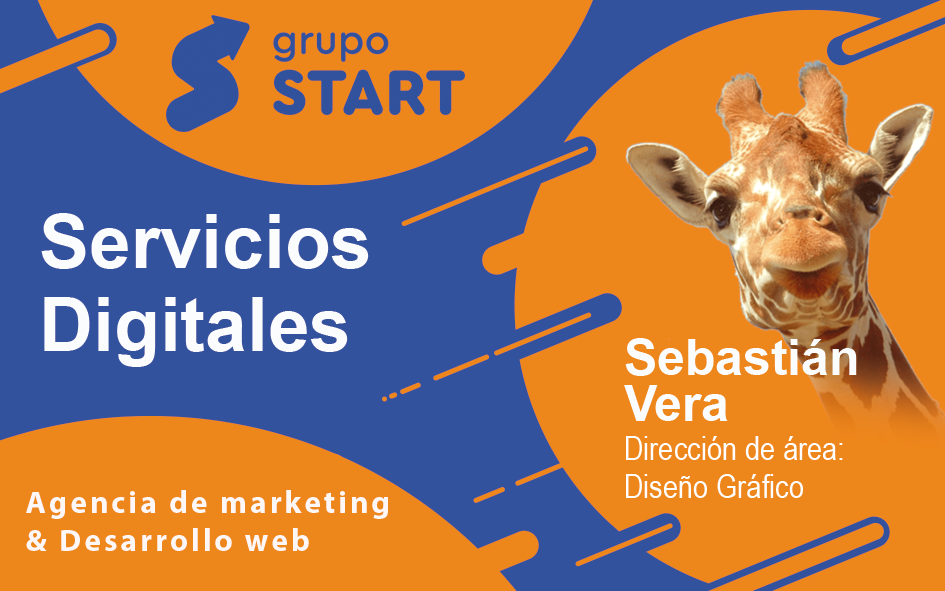 grupo
START
Servicios
Digitales
Sebastián
Vera
Dirección de área:
Diseño Gráfico
Agencia de marketing
& Desarrollo web